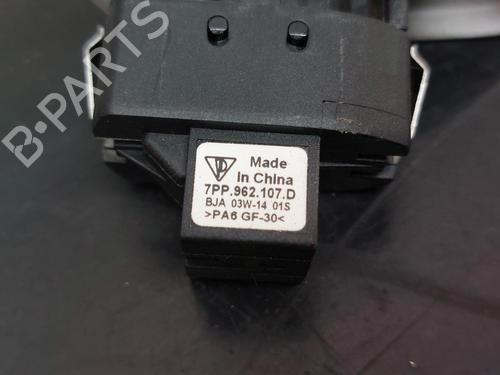 B-PARTS
Made
In China
7PP.962.107.D
BJA 03W-14 01S
>PA6 GF-30<